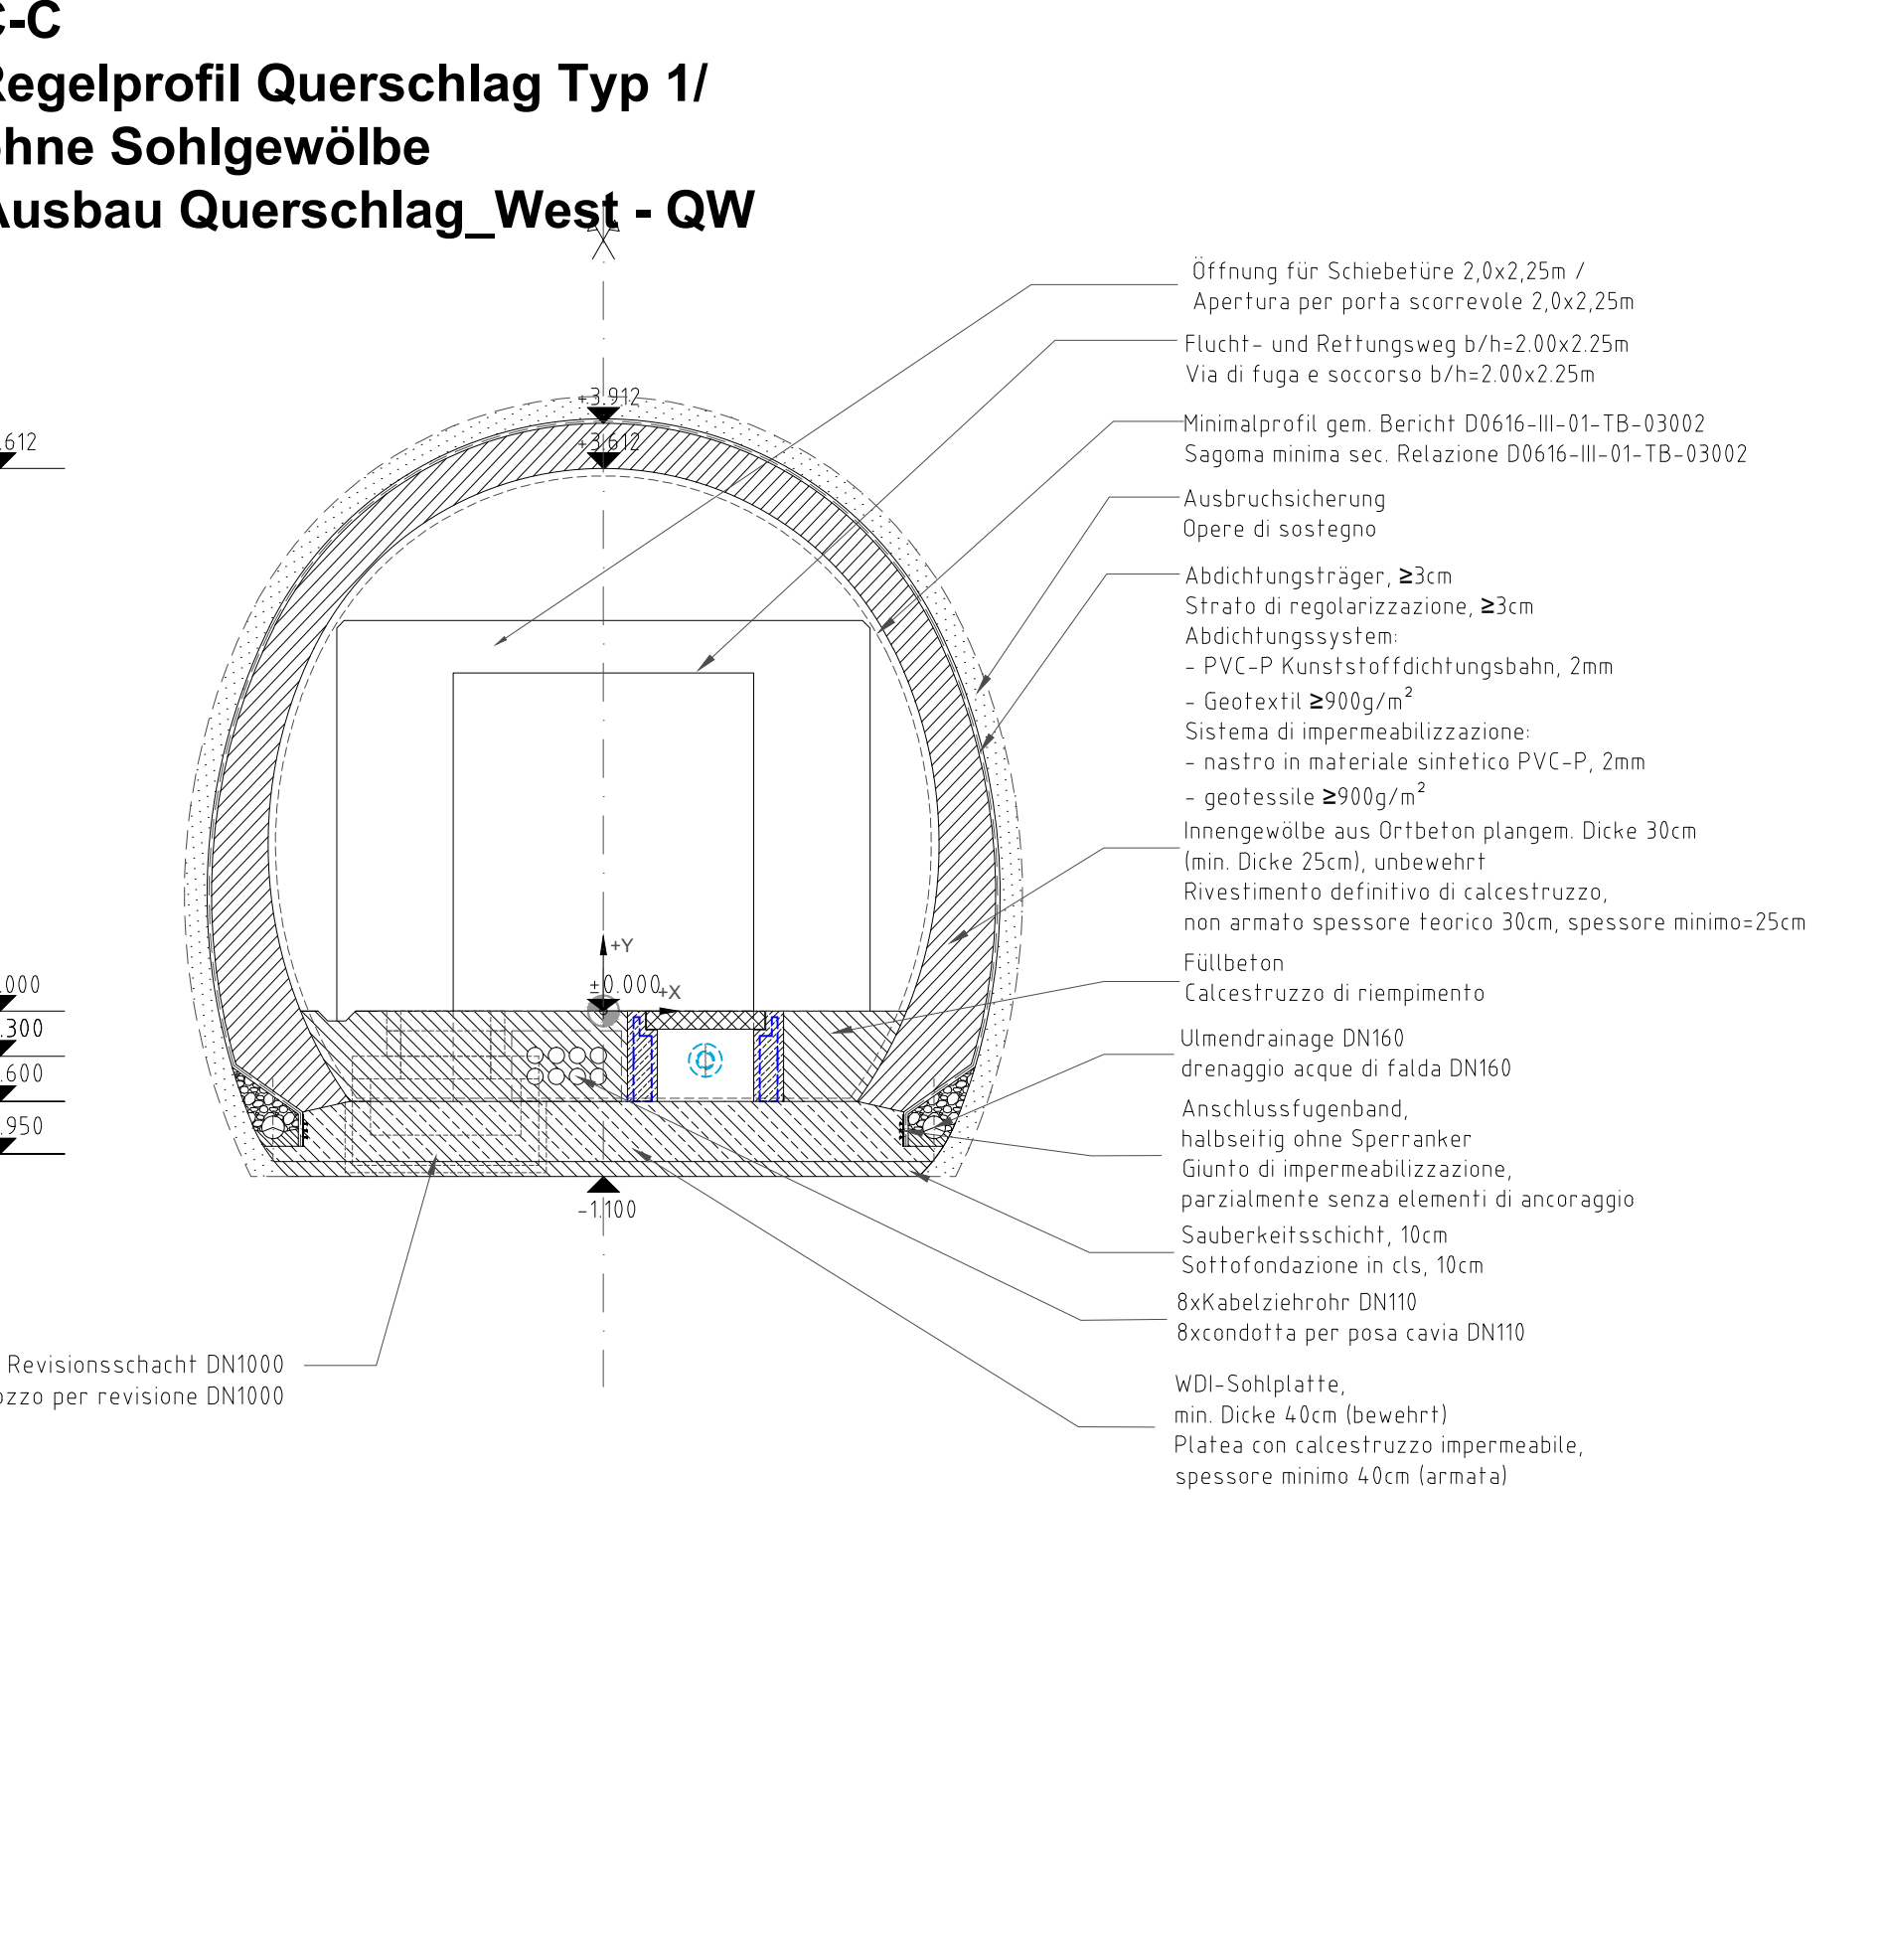 C-C
Regelprofil Querschlag Typ 1/
ohne Sohlgewölbe
Ausbau Querschlag_West - QW
Öffnung für Schiebetüre 2,0x2,25m /
Apertura per porta scorrevole 2,0x2,25m
Flucht- und Rettungsweg b/h=2.00x2.25m
Via di fuga e soccorso b/h=2.00x2.25m
+3.912
.612
+3.612
Minimalprofil gem. Bericht D0616-III-01-TB-03002
Sagoma minima sec. Relazione D0616-III-01-TB-03002
Ausbruchsicherung
Opere di sostegno
Abdichtungsträger, ≥3cm
Strato di regolarizzazione, ≥3cm
Abdichtungssystem:
- PVC-P Kunststoffdichtungsbahn, 2mm
- Geotextil ≥900g/m²
Sistema di impermeabilizzazione:
- nastro in materiale sintetico PVC-P, 2mm
- geotessile ≥900g/m²
Innengewölbe aus Ortbeton plangem. Dicke 30cm
(min. Dicke 25cm), unbewehrt
Rivestimento definitivo di calcestruzzo,
non armato spessore teorico 30cm, spessore minimo=25cm
+Y
.000
±0.000
+X
Füllbeton
Calcestruzzo di riempimento
.300
.600
.950
C
Ulmendrainage DN160
drenaggio acque di falda DN160
Anschlussfugenband,
halbseitig ohne Sperranker
Giunto di impermeabilizzazione,
parzialmente senza elementi di ancoraggio
-1.100
Sauberkeitsschicht, 10cm
Sottofondazione in cls, 10cm
8xKabelziehrohr DN110
8xcondotta per posa cavia DN110
Revisionsschacht DN1000
ozzo per revisione DN1000
WDI-Sohlplatte,
min. Dicke 40cm (bewehrt)
Platea con calcestruzzo impermeabile,
spessore minimo 40cm (armata)